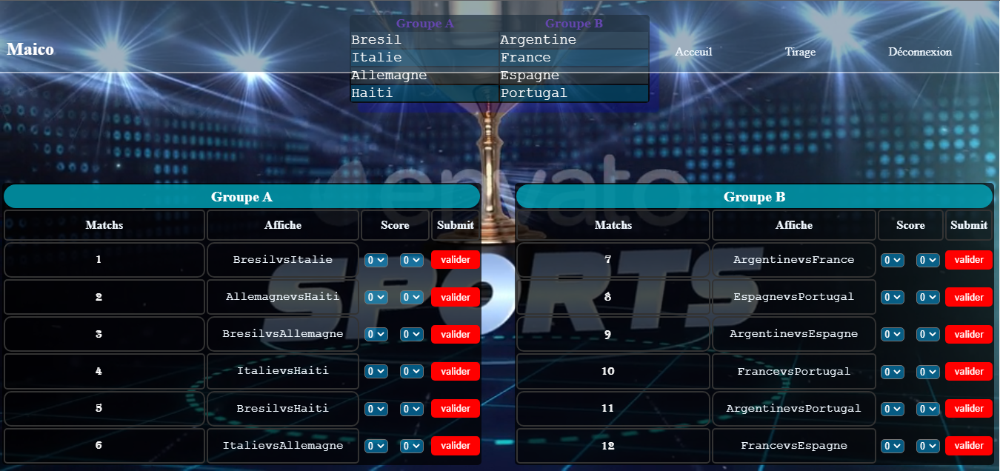 Groupe A Groupe B
Bresil Argentine
Maico
Italie France
Acceuil Tirage Déconnexion
Allemagne Espagne
Haiti Portugal
envato
SPORTS
Groupe A
Matchs Affiche Score Submit
1 BresilvsItalie 0 0 valider
2 AllemagnevsHaiti 0 0 valider
3 BresilvsAllemagne 0 0 valider
4 ItalievsHaiti 0 0 valider
5 BresilvsHaiti 0 0 valider
6 ItalievsAllemagne 0 0 valider
Groupe B
Matchs Affiche Score Submit
7 ArgentinevsFrance 0 0 valider
8 EspagnevsPortugal 0 0 valider
9 ArgentinevsEspagne 0 0 valider
10 FrancevsPortugal 0 0 valider
11 ArgentinevsPortugal 0 0 valider
12 FrancevsEspagne 0 0 valider